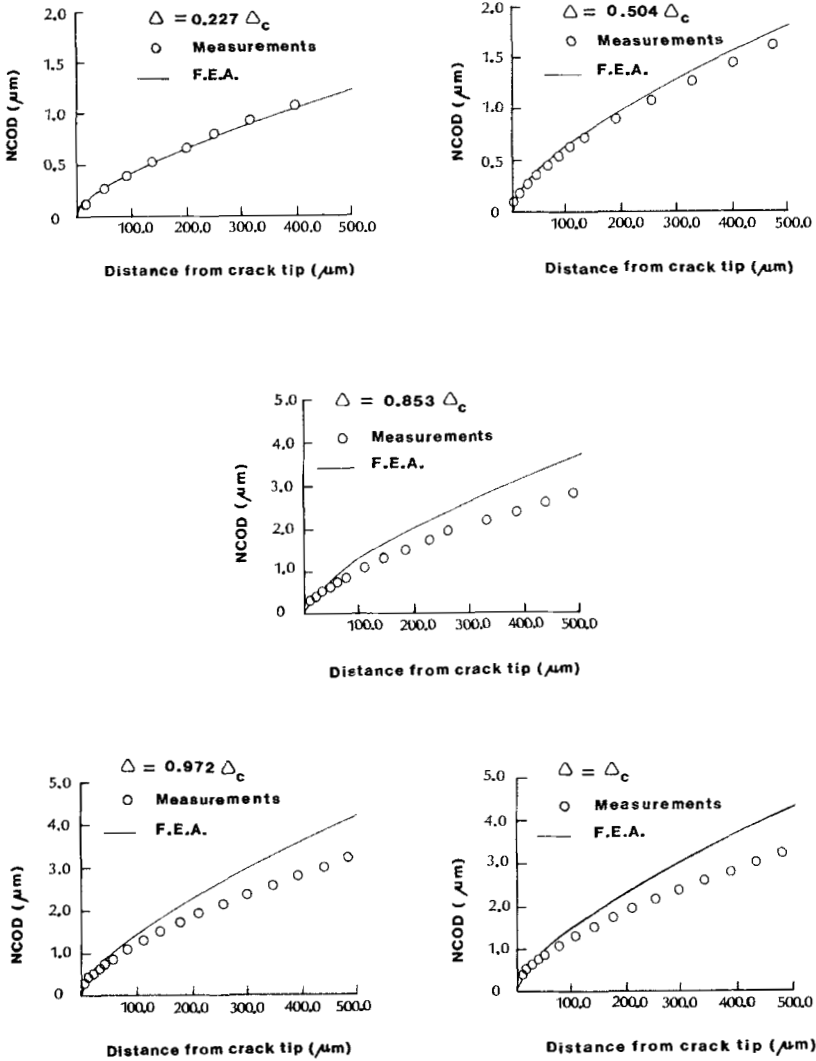 Δ = 0.227 Δc
Measurements
F.E.A.
NCOD (μm)
2.0
1.5
1.0
0.5
0
100.0 200.0 300.0 400.0 500.0
Distance from crack tip (μm)
Δ = 0.504 Δc
Measurements
F.E.A.
NCOD (μm)
2.0
1.5
1.0
0.5
0
100.0 200.0 300.0 400.0 500.0
Distance from crack tip (μm)
Δ = 0.853 Δc
Measurements
F.E.A.
NCOD (μm)
5.0
4.0
3.0
2.0
1.0
0
100.0 200.0 300.0 400.0 500.0
Distance from crack tip (μm)
Δ = 0.972 Δc
Measurements
F.E.A.
NCOD (μm)
5.0
4.0
3.0
2.0
1.0
0
100.0 200.0 300.0 400.0 500.0
Distance from crack tip (μm)
Δ = Δc
Measurements
F.E.A.
NCOD (μm)
5.0
4.0
3.0
2.0
1.0
0
100.0 200.0 300.0 400.0 500.0
Distance from crack tip (μm)